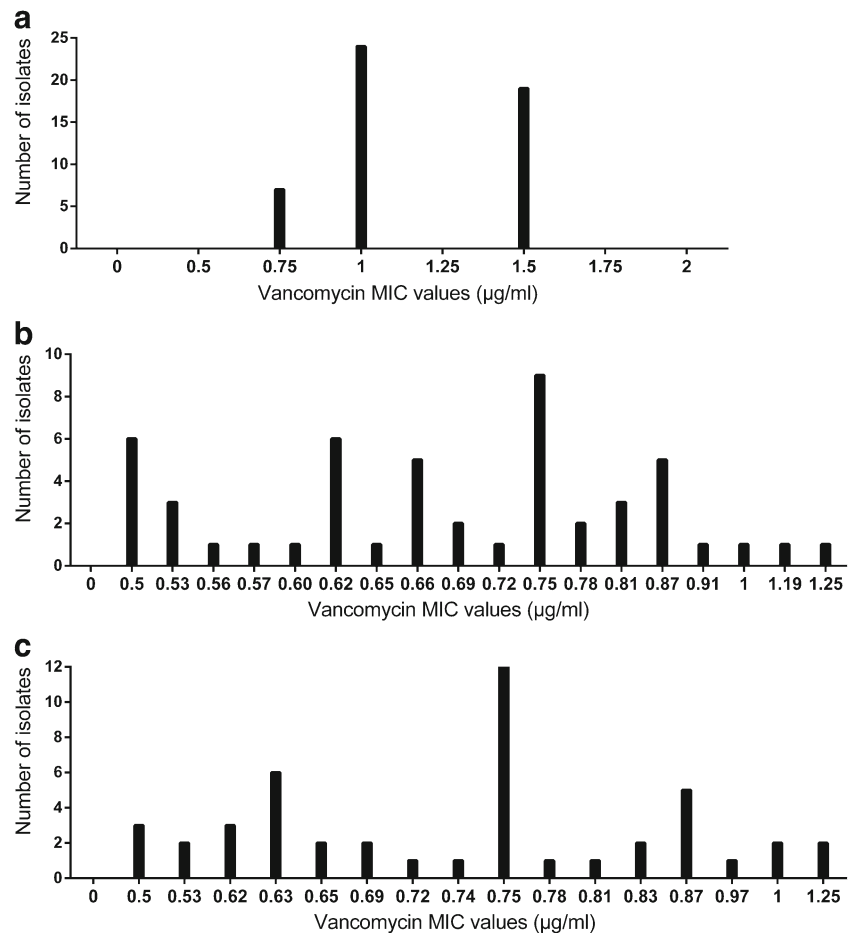 a
Number of isolates
25
20
15
10
5
0
0 0.5 0.75 1 1.25 1.5 1.75 2
Vancomycin MIC values (µg/ml)
b
Number of isolates
10
8
6
4
2
0
0 0.5 0.53 0.56 0.57 0.60 0.62 0.65 0.66 0.69 0.72 0.75 0.78 0.81 0.87 0.91 1 1.19 1.25
Vancomycin MIC values (µg/ml)
c
Number of isolates
12
10
8
6
4
2
0
0 0.5 0.53 0.62 0.63 0.65 0.69 0.72 0.74 0.75 0.78 0.81 0.83 0.87 0.97 1 1.25
Vancomycin MIC values (µg/ml)